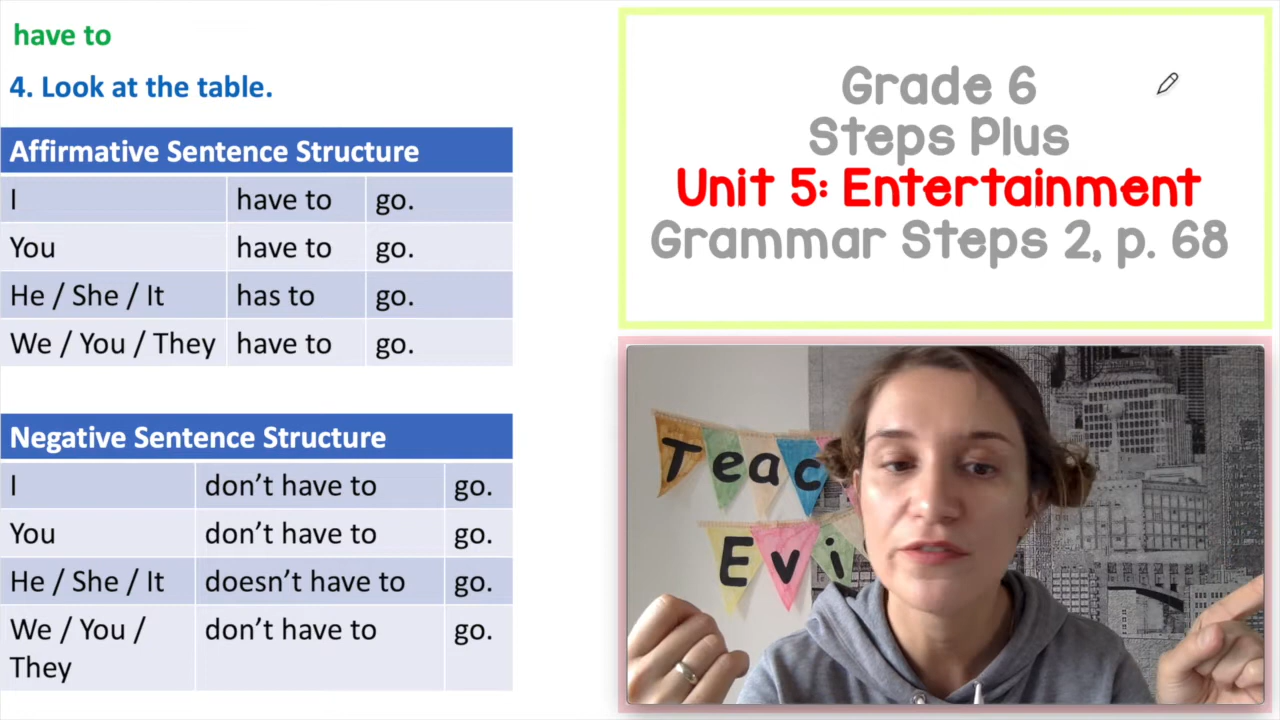 have to
4. Look at the table.
Affirmative Sentence Structure
I have to go.
You have to go.
He / She / It has to go.
We / You / They have to go.
Negative Sentence Structure
I don’t have to go.
You don’t have to go.
He / She / It doesn’t have to go.
We / You / They don’t have to go.
Grade 6
Steps Plus
Unit 5: Entertainment
Grammar Steps 2, p. 68
Teac
Evi